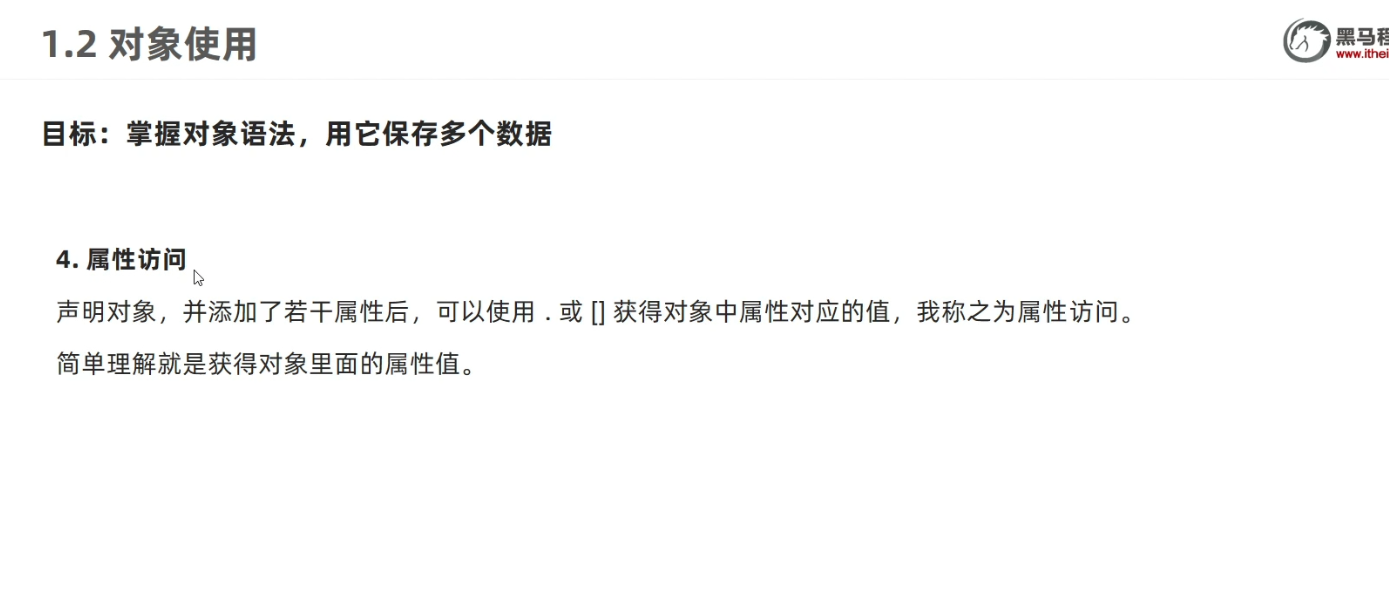 1.2 对象使用
黑马程
www.ithei
目标：掌握对象语法，用它保存多个数据
4. 属性访问
声明对象，并添加了若干属性后，可以使用 . 或 [] 获得对象中属性对应的值，我称之为属性访问。
简单理解就是获得对象里面的属性值。